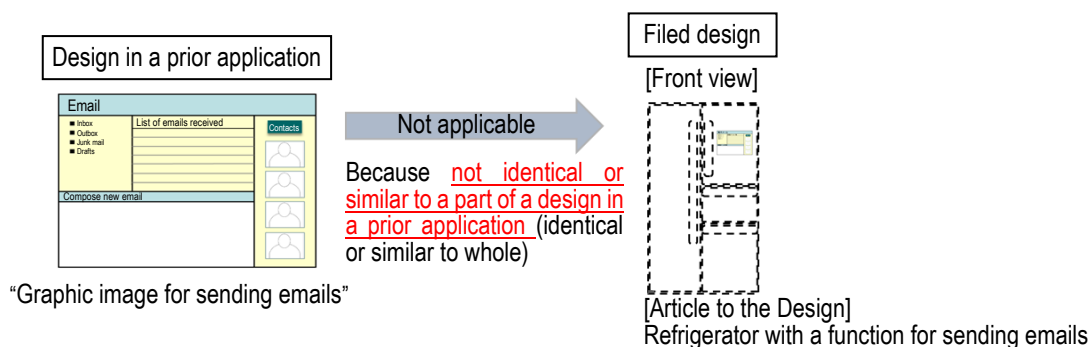 Design in a prior application
Email
■ Inbox
■ Outbox
■ Junk mail
■ Drafts
List of emails received
Contacts
Compose new email
“Graphic image for sending emails”
Not applicable
Because not identical or
similar to a part of a design in
a prior application (identical
or similar to whole)
Filed design
[Front view]
[Article to the Design]
Refrigerator with a function for sending emails